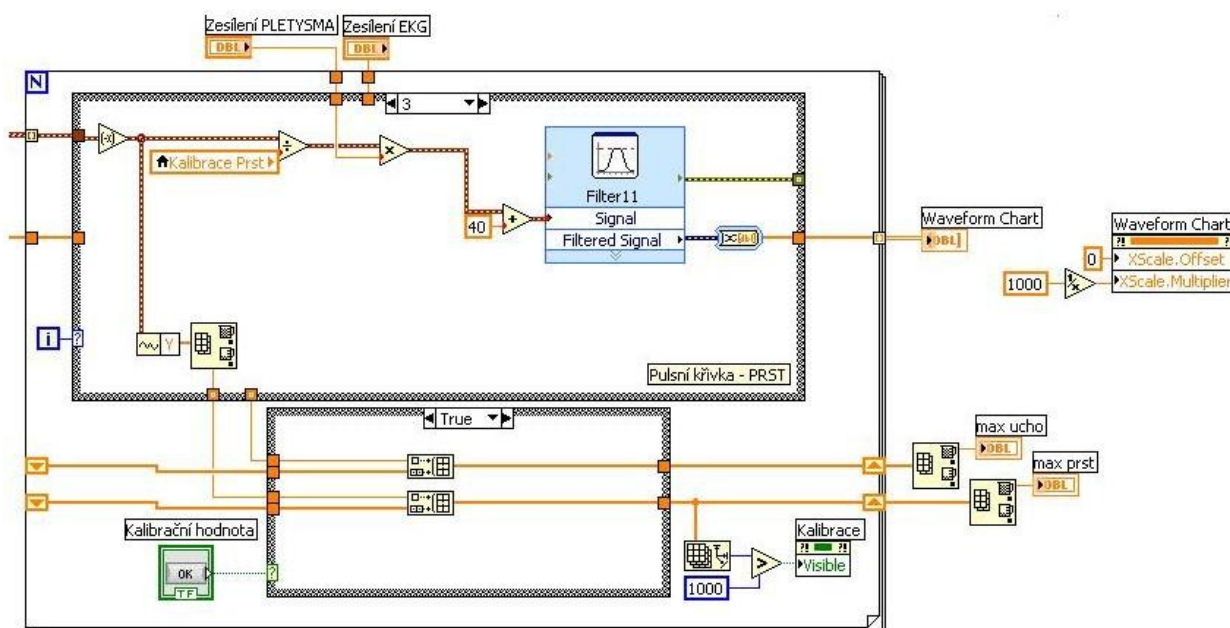 Zesílení PLETYSMA
Zesílení EKG
DBL
DBL
N
3
Kalibrace Prst
40
Filter11
Signal
Filtered Signal
Waveform Chart
DBL
Waveform Chart
0
XScale.Offset
1000
XScale.Multiplier
i
Y
Pulsní křivka - PRST
True
max ucho
DBL
max prst
DBL
Kalibrační hodnota
OK
TF
Kalibrace
Visible
1000